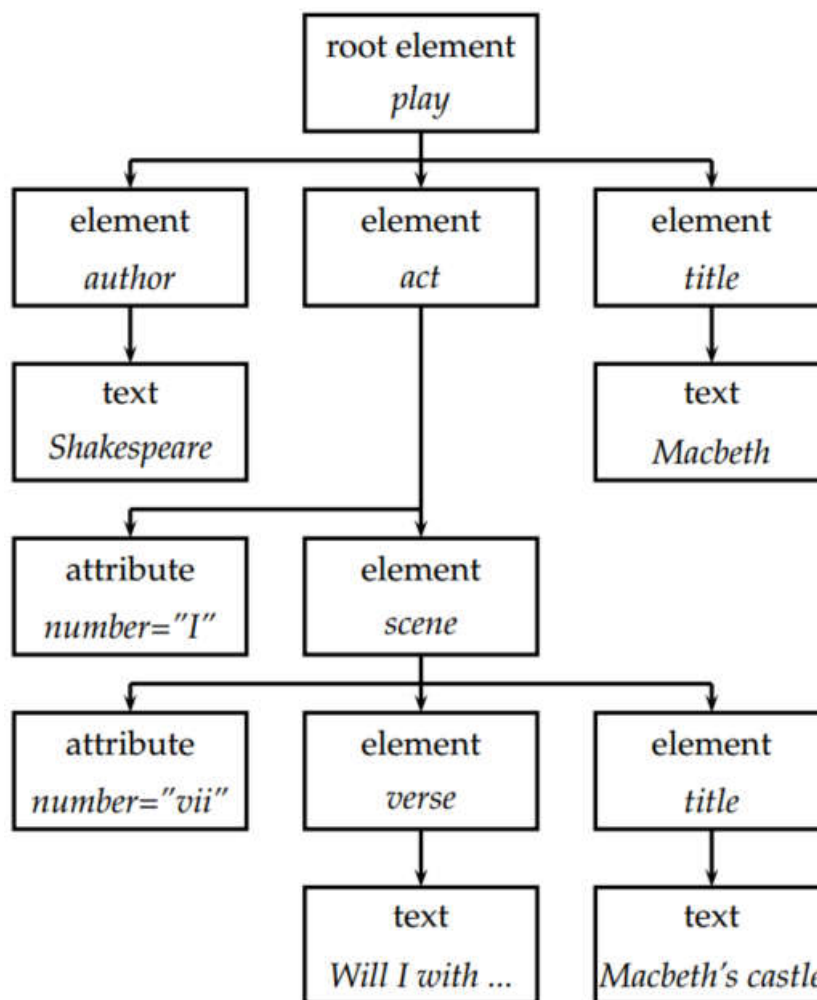 root element
play
element
author
element
act
element
title
text
Shakespeare
text
Macbeth
attribute
number="I"
element
scene
attribute
number="vii"
element
verse
element
title
text
Will I with ...
text
Macbeth's castle